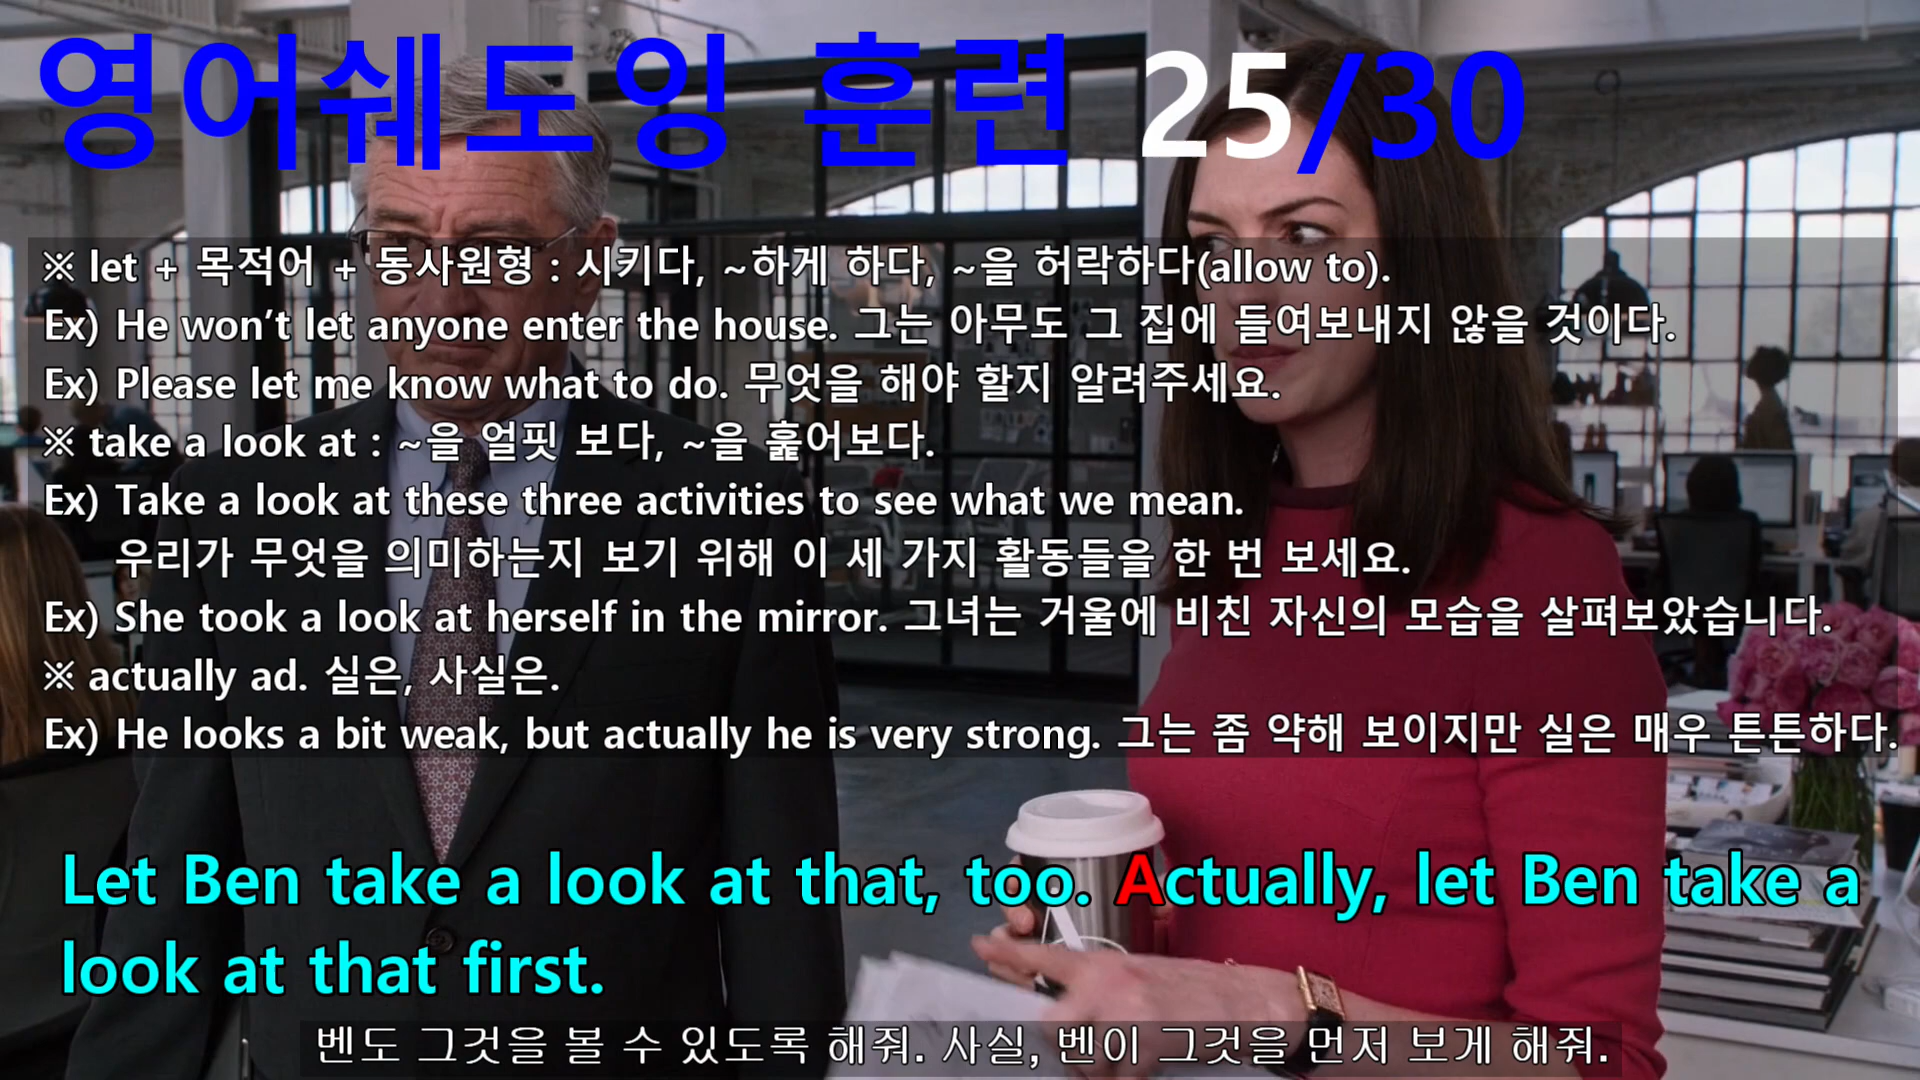 영어쉐도잉 훈련 25/30
※ let + 목적어 + 동사원형 : 시키다, ~하게 하다, ~을 허락하다(allow to).
Ex) He won’t let anyone enter the house. 그는 아무도 그 집에 들여보내지 않을 것이다.
Ex) Please let me know what to do. 무엇을 해야 할지 알려주세요.
※ take a look at : ~을 얼핏 보다, ~을 훑어보다.
Ex) Take a look at these three activities to see what we mean.
우리가 무엇을 의미하는지 보기 위해 이 세 가지 활동들을 한 번 보세요.
Ex) She took a look at herself in the mirror. 그녀는 거울에 비친 자신의 모습을 살펴보았습니다.
※ actually ad. 실은, 사실은.
Ex) He looks a bit weak, but actually he is very strong. 그는 좀 약해 보이지만 실은 매우 튼튼하다.
Let Ben take a look at that, too. Actually, let Ben take a
look at that first.
벤도 그것을 볼 수 있도록 해줘. 사실, 벤이 그것을 먼저 보게 해줘.